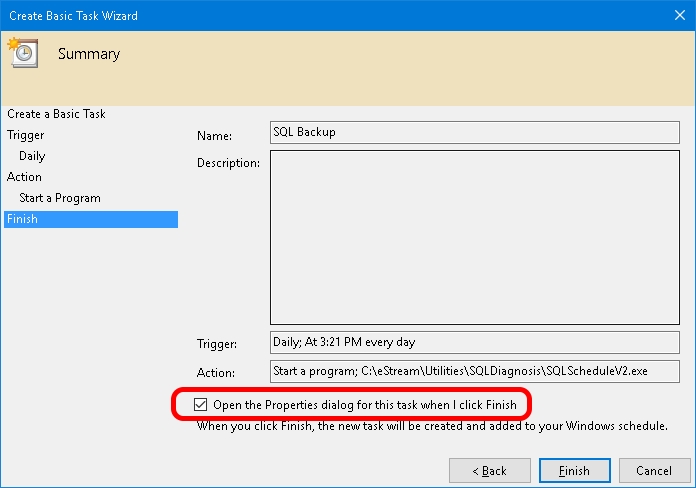 Create Basic Task Wizard
Summary
Create a Basic Task
Trigger
Daily
Action
Start a Program
Finish
Name: SQL Backup
Description:
Trigger: Daily; At 3:21 PM every day
Action: Start a program; C:\eStream\Utilities\SQLDiagnosis\SQLScheduleV2.exe
Open the Properties dialog for this task when I click Finish
When you click Finish, the new task will be created and added to your Windows schedule.
< Back Finish Cancel